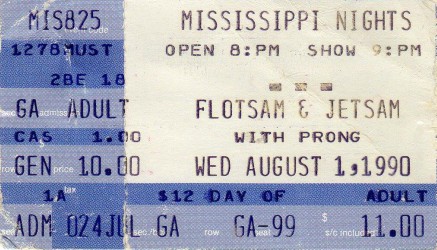 MIS825 MISSISSIPPI NIGHTS
1278MUST OPEN 8:PM SHOW 9:PM
2BE 18
GA ADULT FLOTSAM & JETSAM
CAS 1.00 WITH PRONG
GEN 10.00 WED AUGUST 1,1990
1A $12 DAY OF ADULT
tax
ADM 024JUL GA GA-99 $ s/c included 11.00